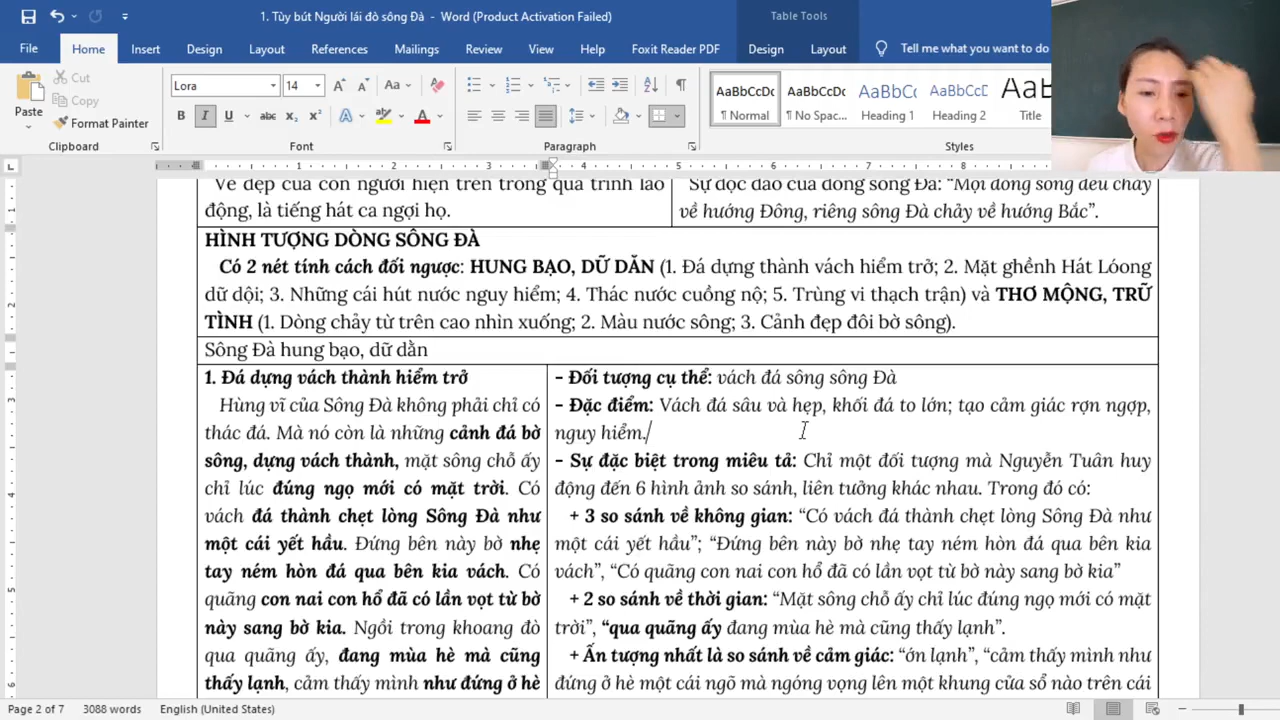 1. Tùy bút Người lái đò sông Đà - Word (Product Activation Failed)
Table Tools
File Home Insert Design Layout References Mailings Review View Help Foxit Reader PDF Design Layout Tell me what you want to do
Paste
Cut
Copy
Format Painter
Lora 14
AaBbCcDc AaBbCcDc AaBbC AaBbCcD AaB
¶ Normal ¶ No Spac... Heading 1 Heading 2 Title
Clipboard Font Paragraph Styles
Vẻ đẹp của con người hiện trên trong quá trình lao
động, là tiếng hát ca ngợi họ.
Sự độc đáo của dòng sông Đà: “Mọi dòng sông đều chảy
về hướng Đông, riêng sông Đà chảy về hướng Bắc”.
HÌNH TƯỢNG DÒNG SÔNG ĐÀ
Có 2 nét tính cách đối ngược: HUNG BẠO, DỮ DẰN (1. Đá dựng thành vách hiểm trở; 2. Mặt ghềnh Hát Lóong
dữ dội; 3. Những cái hút nước nguy hiểm; 4. Thác nước cuồng nộ; 5. Trùng vi thạch trận) và THƠ MỘNG, TRỮ
TÌNH (1. Dòng chảy từ trên cao nhìn xuống; 2. Màu nước sông; 3. Cảnh đẹp đôi bờ sông).
Sông Đà hung bạo, dữ dằn
1. Đá dựng vách thành hiểm trở
Hùng vĩ của Sông Đà không phải chỉ có
thác đá. Mà nó còn là những cảnh đá bờ
sông, dựng vách thành, mặt sông chỗ ấy
chỉ lúc đúng ngọ mới có mặt trời. Có
vách đá thành chẹt lòng Sông Đà như
một cái yết hầu. Đứng bên này bờ nhẹ
tay ném hòn đá qua bên kia vách. Có
quãng con nai con hổ đã có lần vọt từ bờ
này sang bờ kia. Ngồi trong khoang đò
qua quãng ấy, đang mùa hè mà cũng
thấy lạnh, cảm thấy mình như đứng ở hè
- Đối tượng cụ thể: vách đá sông sông Đà
- Đặc điểm: Vách đá sâu và hẹp, khối đá to lớn; tạo cảm giác rợn ngợp,
nguy hiểm./
- Sự đặc biệt trong miêu tả: Chỉ một đối tượng mà Nguyễn Tuân huy
động đến 6 hình ảnh so sánh, liên tưởng khác nhau. Trong đó có:
+ 3 so sánh về không gian: “Có vách đá thành chẹt lòng Sông Đà như
một cái yết hầu”; “Đứng bên này bờ nhẹ tay ném hòn đá qua bên kia
vách”, “Có quãng con nai con hổ đã có lần vọt từ bờ này sang bờ kia”
+ 2 so sánh về thời gian: “Mặt sông chỗ ấy chỉ lúc đúng ngọ mới có mặt
trời”, “qua quãng ấy đang mùa hè mà cũng thấy lạnh”.
+ Ấn tượng nhất là so sánh về cảm giác: “ớn lạnh”, “cảm thấy mình như
đứng ở hè một cái ngõ mà ngóng vọng lên một khung cửa sổ nào trên cái
Page 2 of 7 3088 words English (United States)